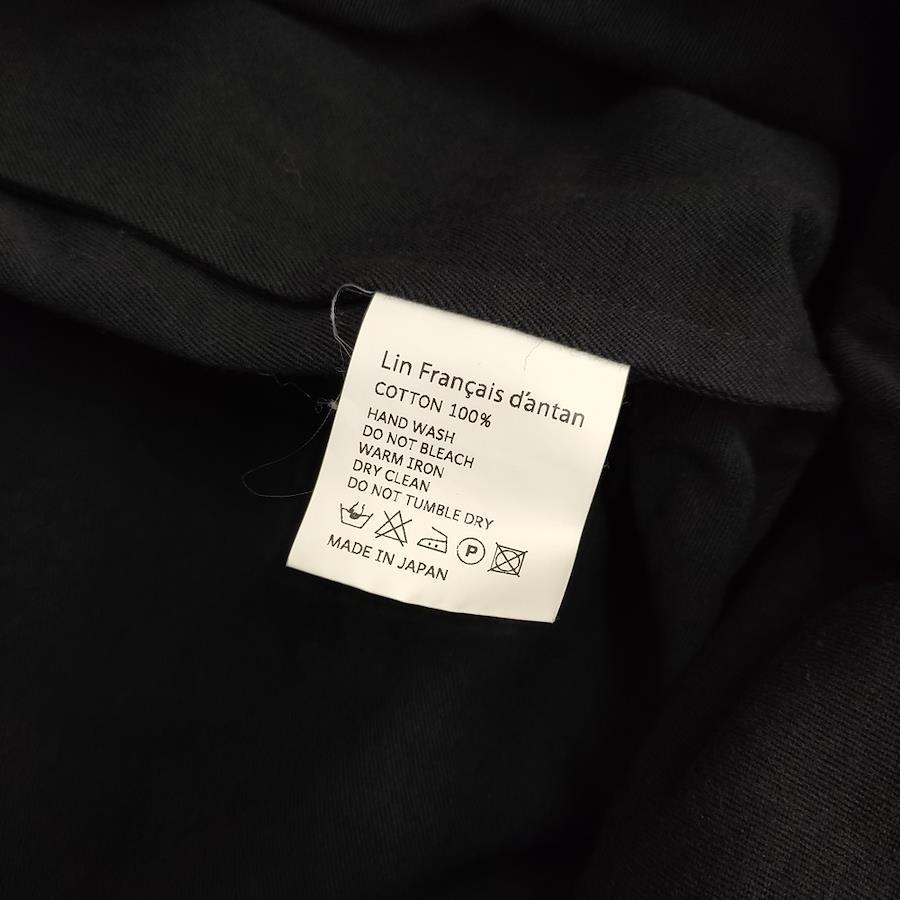 Lin Français d'antan
COTTON 100%
HAND WASH
DO NOT BLEACH
WARM IRON
DRY CLEAN
DO NOT TUMBLE DRY
P
MADE IN JAPAN